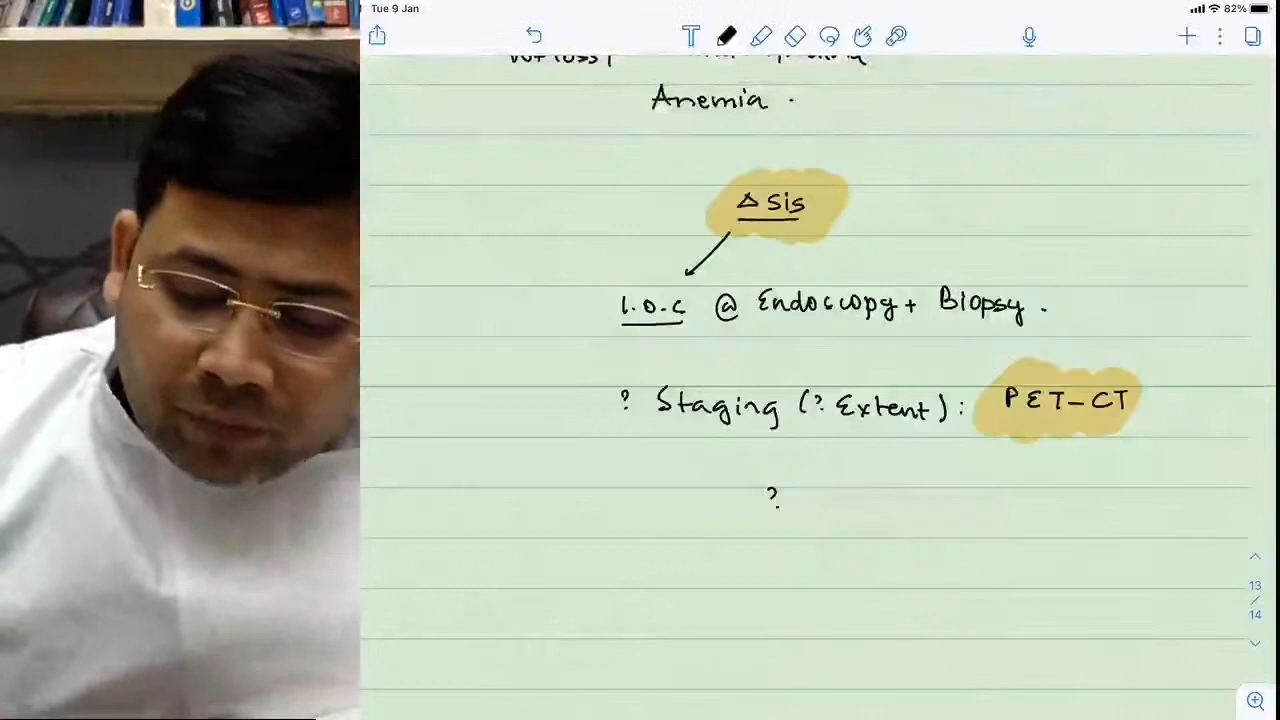 Tue 9 Jan
82%
T
Anemia .
Δ Sis
I.O.C @ Endoscopy + Biopsy .
? Staging (? Extent) : PET-CT
?
13
/
14